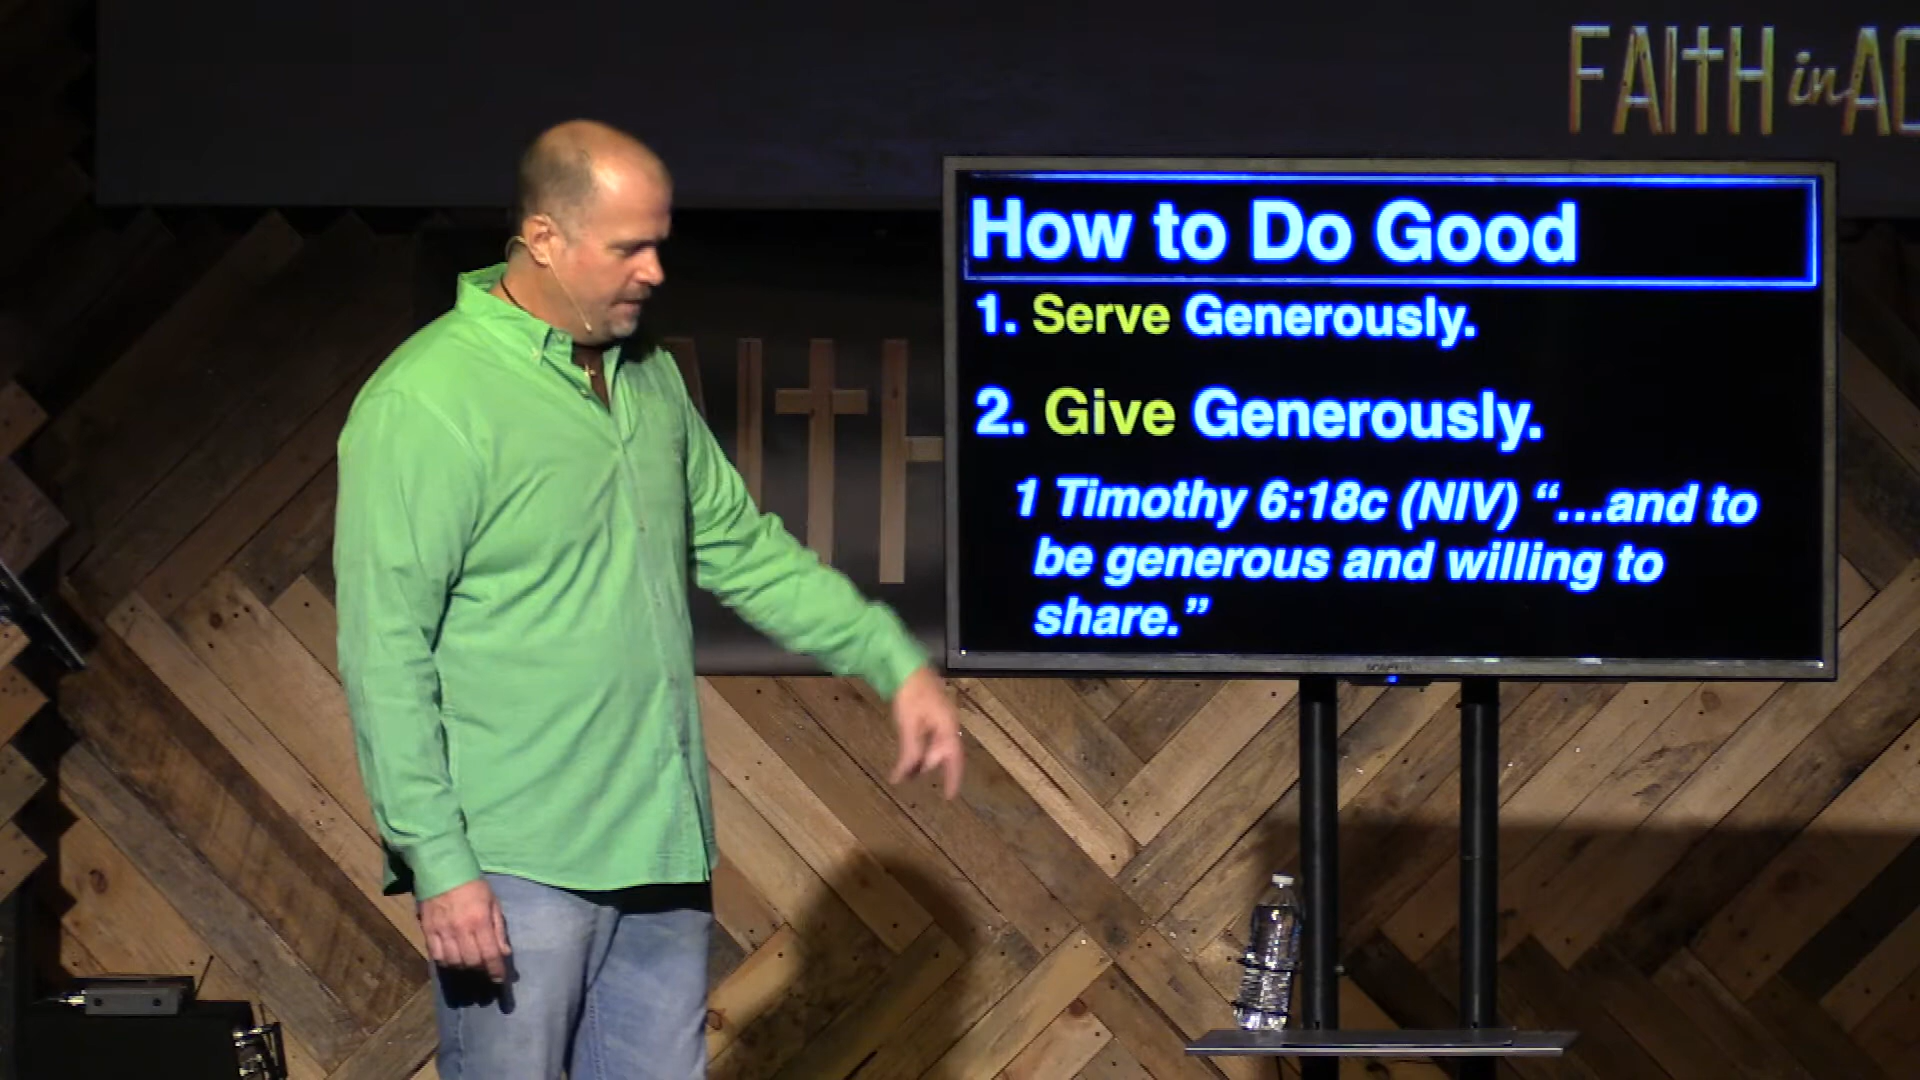 FAITH in AC
How to Do Good
1. Serve Generously.
2. Give Generously.
1 Timothy 6:18c (NIV) “...and to
be generous and willing to
share.”
AITH